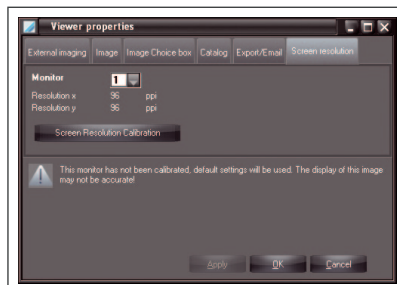 Viewer properties
External imaging Image Image Choice box Catalog Export/Email Screen resolution
Monitor 1
Resolution x 96 ppi
Resolution y 96 ppi
Screen Resolution Calibration
This monitor has not been calibrated, default settings will be used. The display of this image
may not be accurate!
Apply OK Cancel